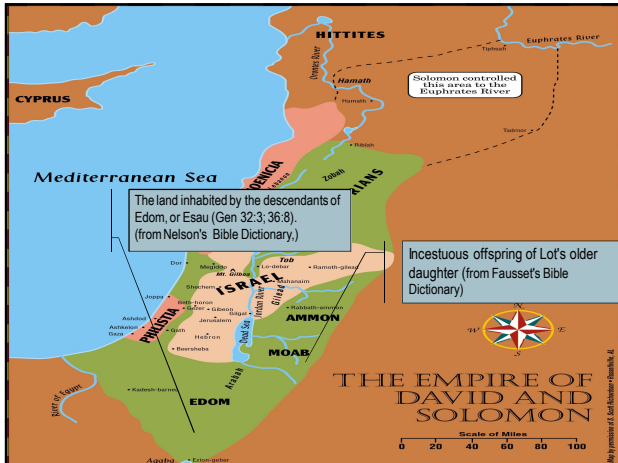 HITTITES
Euphrates River
Tiphsah
Orontes River
Hamath
Hamath
Solomon controlled
this area to the
Euphrates River
CYPRUS
Tadmor
Riblah
Mediterranean Sea
Zobah
The land inhabited by the descendants of
Edom, or Esau (Gen 32:3; 36:8).
(from Nelson's Bible Dictionary,)
Incestuous offspring of Lot's older
daughter (from Fausset's Bible
Dictionary)
Dor
Megiddo
Mt. Gilboa
Tob
Lo-debar
Ramoth-gilead
Mahanaim
Shechem
ISRAEL
Jordan River
Gilead
Joppa
Beth-horon
Gezer
Gibeon
Gilgal
Rabbath-ammon
Ashdod
Jerusalem
AMMON
Ashkelon
Gaza
PHILISTIA
Gath
Hebron
Dead Sea
Beersheba
MOAB
Arabah
Kadesh-barnea
EDOM
River of Egypt
Aqaba
Ezion-geber
N
W
E
S
THE EMPIRE OF
DAVID AND
SOLOMON
Scale of Miles
0 20 40 60 80 100